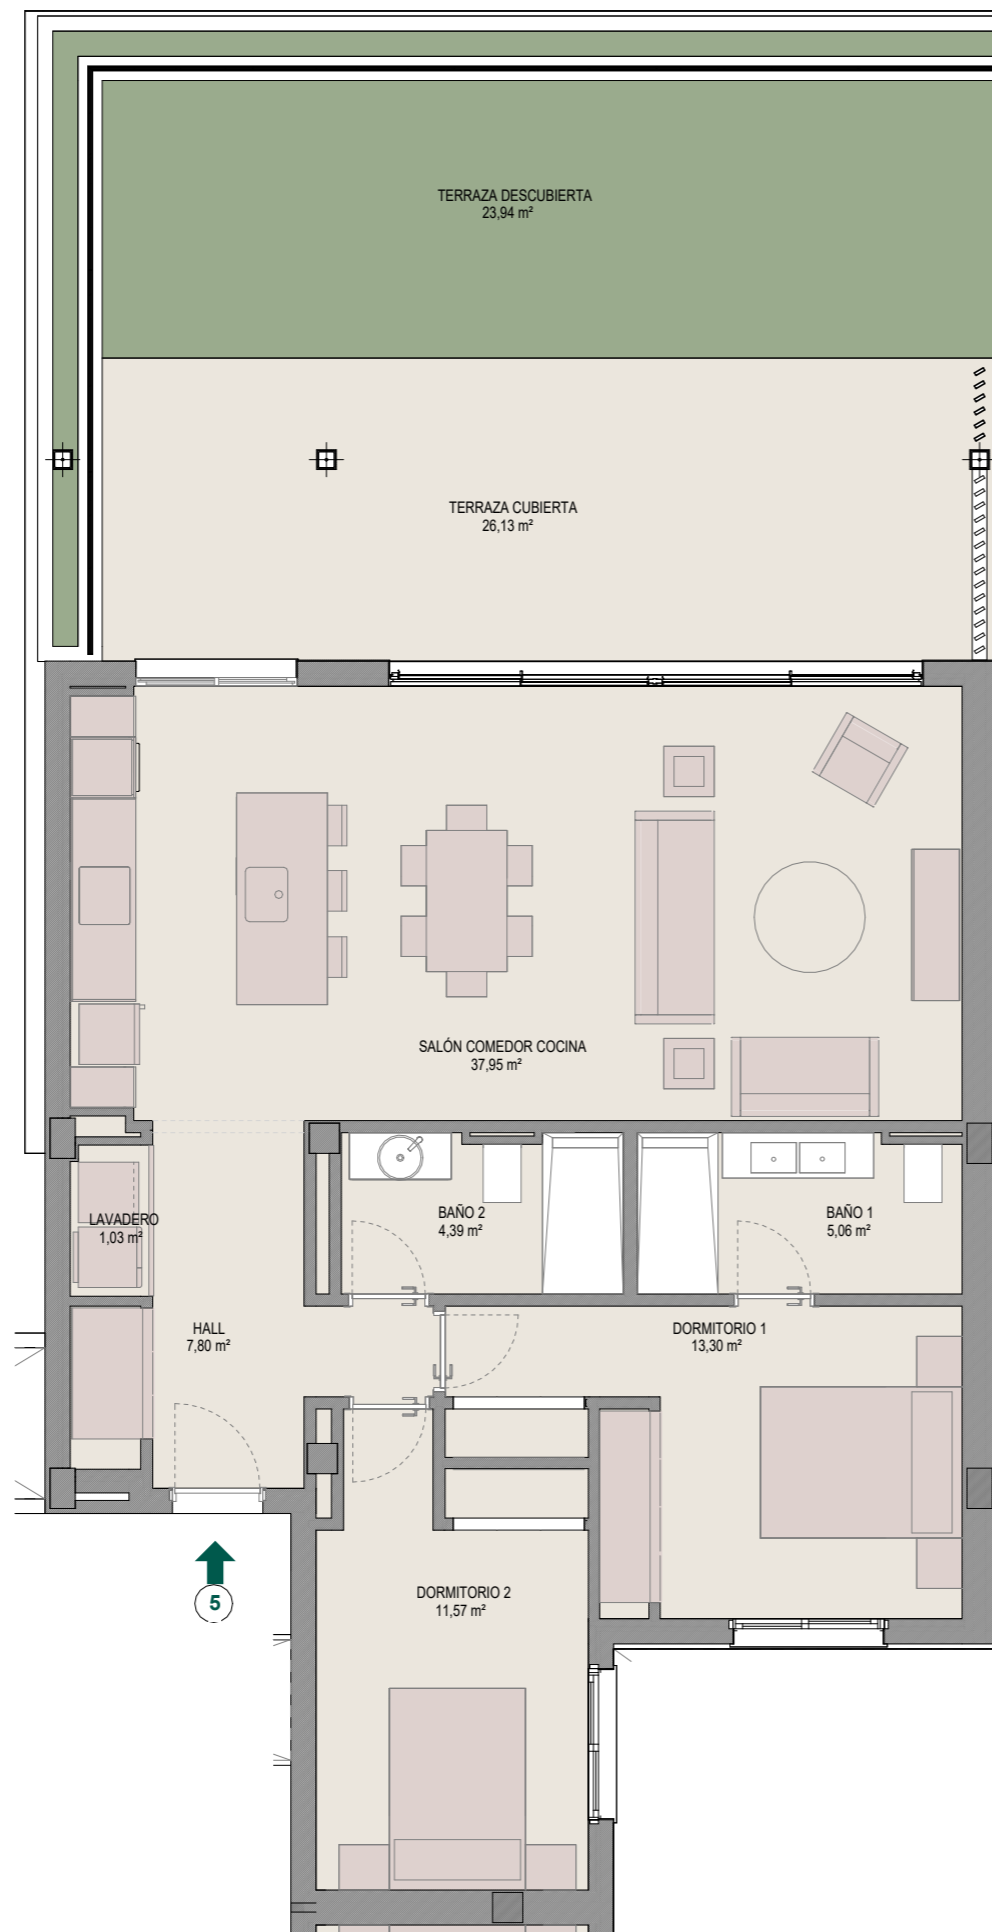 TERRAZA DESCUBIERTA
23,94 m²
TERRAZA CUBIERTA
26,13 m²
SALÓN COMEDOR COCINA
37,95 m²
BAÑO 2
4,39 m²
BAÑO 1
5,06 m²
LAVADERO
1,03 m²
HALL
7,80 m²
DORMITORIO 1
13,30 m²
DORMITORIO 2
11,57 m²
5